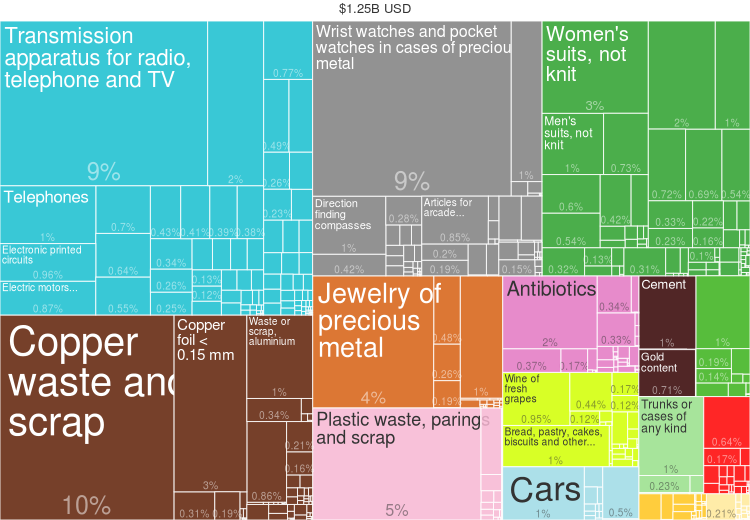 $1.25B USD
Transmission
apparatus for radio,
telephone and TV
9%
2%
0.77%
0.49%
0.26%
0.23%
Telephones
1%
Electronic printed
circuits
0.96%
Electric motors...
0.87%
0.7%
0.64%
0.55%
0.43%
0.41%
0.39%
0.38%
0.34%
0.26%
0.25%
0.13%
0.12%
Wrist watches and pocket
watches in cases of preciou
metal
9%
1%
Direction
finding
compasses
1%
0.42%
0.28%
Articles for
arcade...
0.85%
0.2%
0.19%
0.15%
Women's
suits, not
knit
3%
2%
1%
Men's
suits, not
knit
1%
0.73%
0.6%
0.54%
0.42%
0.32%
0.13%
0.31%
0.72%
0.69%
0.54%
0.33%
0.22%
0.23%
0.16%
0.1%
Copper
waste and
scrap
10%
Copper
foil <
0.15 mm
3%
0.31%
0.19%
Waste or
scrap,
aluminium
1%
0.34%
0.21%
0.16%
0.86%
Jewelry of
precious
metal
4%
0.48%
0.26%
0.19%
1%
Plastic waste, parings
and scrap
5%
Antibiotics
2%
0.34%
0.33%
0.37%
0.17%
Wine of
fresh
grapes
0.95%
0.44%
0.17%
0.12%
0.12%
Bread, pastry, cakes,
biscuits and other...
1%
Cars
1%
0.5%
Cement
1%
Gold
content
0.71%
1%
0.19%
0.14%
Trunks or
cases of
any kind
1%
0.23%
0.64%
0.17%
0.21%